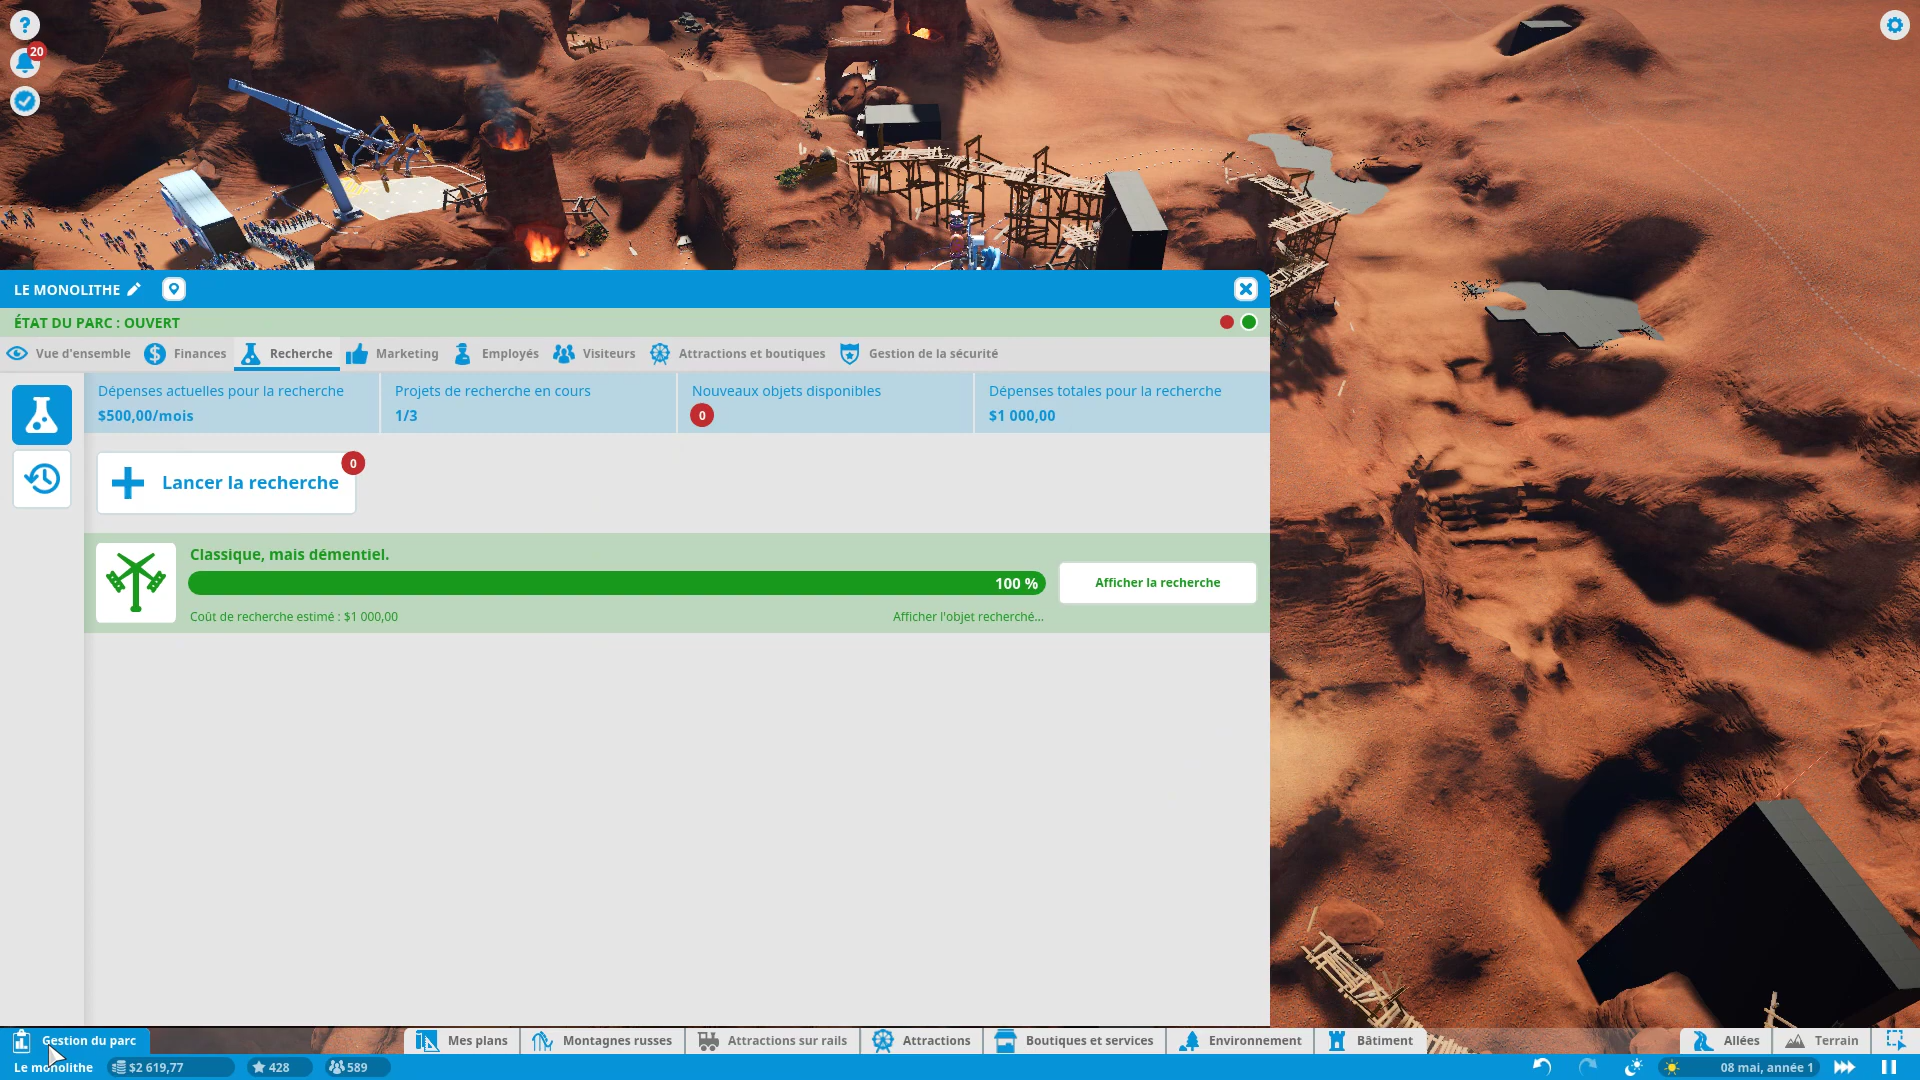 ?
20
LE MONOLITHE
ÉTAT DU PARC : OUVERT
Vue d'ensemble
Finances
Recherche
Marketing
Employés
Visiteurs
Attractions et boutiques
Gestion de la sécurité
Dépenses actuelles pour la recherche
$500,00/mois
Projets de recherche en cours
1/3
Nouveaux objets disponibles
0
Dépenses totales pour la recherche
$1 000,00
Lancer la recherche
0
Classique, mais démentiel.
100 %
Coût de recherche estimé : $1 000,00
Afficher l'objet recherché...
Afficher la recherche
Gestion du parc
Mes plans
Montagnes russes
Attractions sur rails
Attractions
Boutiques et services
Environnement
Bâtiment
Allées
Terrain
Le monolithe
$2 619,77
428
589
08 mai, année 1